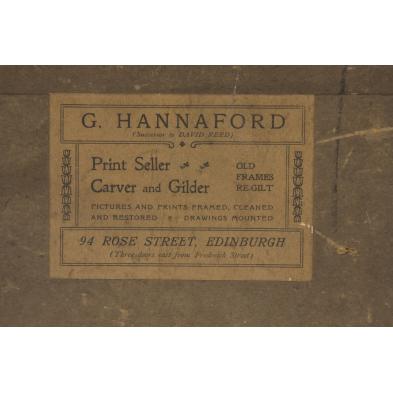 G. HANNAFORD
(Successor to DAVID REED)
Print Seller
Carver and Gilder
OLD
FRAMES
RE-GILT
PICTURES AND PRINTS FRAMED, CLEANED
AND RESTORED DRAWINGS MOUNTED
94 ROSE STREET, EDINBURGH
(Three doors east from Frederick Street)